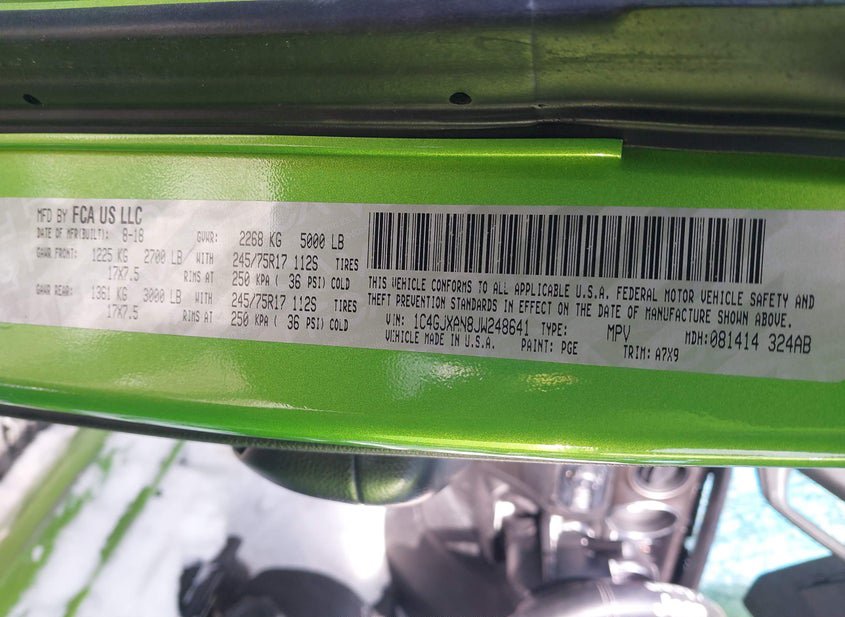 MFD BY FCA US LLC
DATE OF MFR(BUILT): 8-18 GVWR: 2268 KG 5000 LB
GAWR FRONT: 1225 KG 2700 LB WITH 245/75R17 112S TIRES
17X7.5 RIMS AT 250 KPA ( 36 PSI) COLD
GAWR REAR: 1361 KG 3000 LB WITH 245/75R17 112S TIRES
17X7.5 RIMS AT 250 KPA ( 36 PSI) COLD
THIS VEHICLE CONFORMS TO ALL APPLICABLE U.S.A. FEDERAL MOTOR VEHICLE SAFETY AND
THEFT PREVENTION STANDARDS IN EFFECT ON THE DATE OF MANUFACTURE SHOWN ABOVE.
VIN: 1C4GJXAN8JW248641 TYPE: MPV MDH: 081414 324AB
VEHICLE MADE IN U.S.A. PAINT: PGE TRIM: A7X9